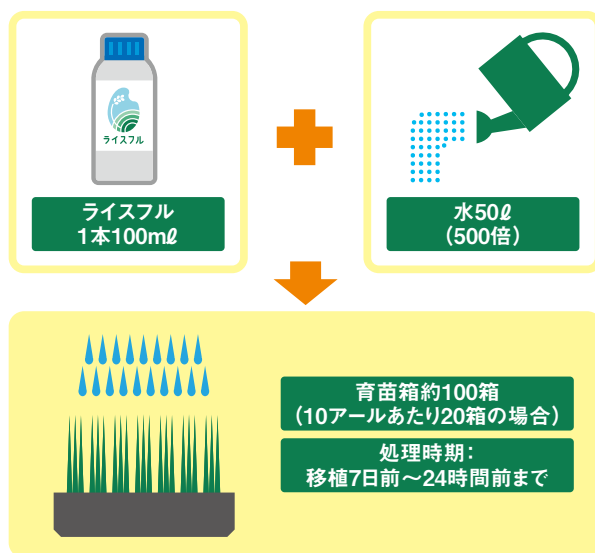 ライスフル
ライスフル
1本100mℓ
水50ℓ
(500倍)
育苗箱約100箱
(10アールあたり20箱の場合)
処理時期:
移植7日前～24時間前まで